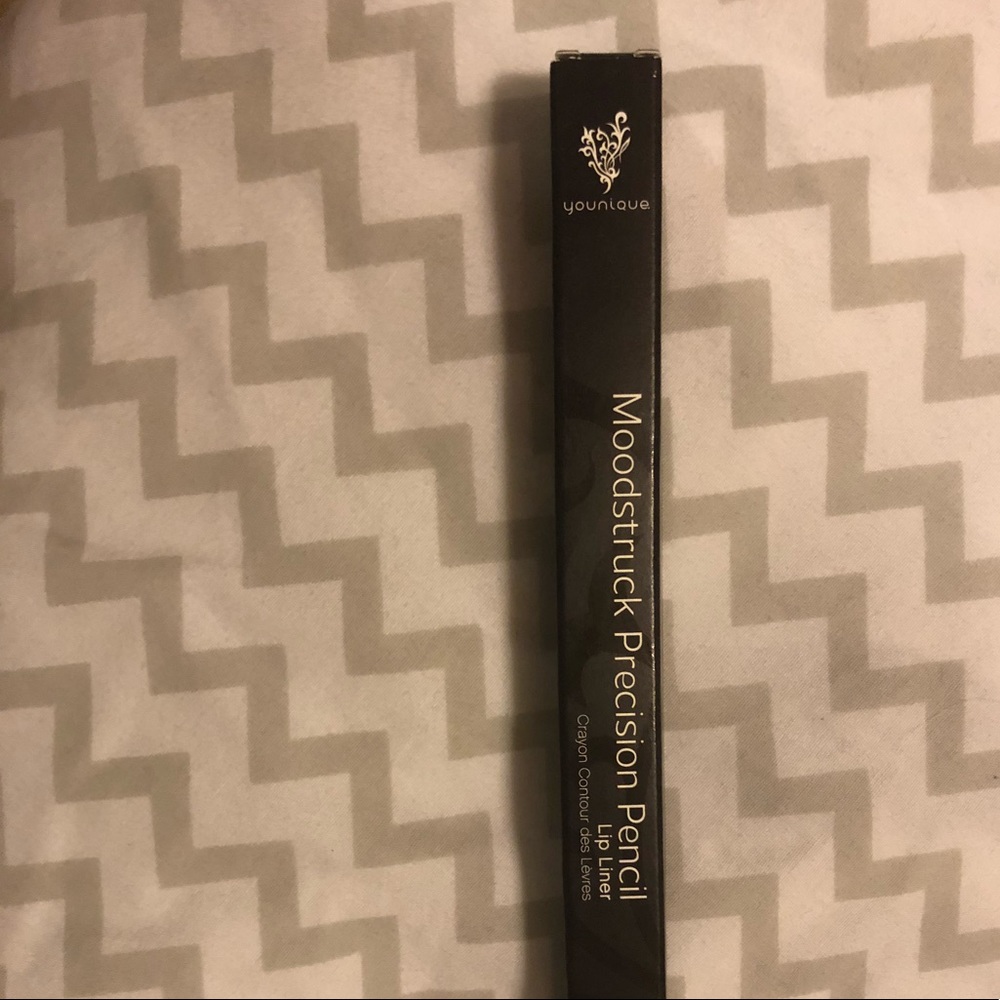 younique
Moodstruck Precision Pencil
Lip Liner
Crayon Contour des Lèvres